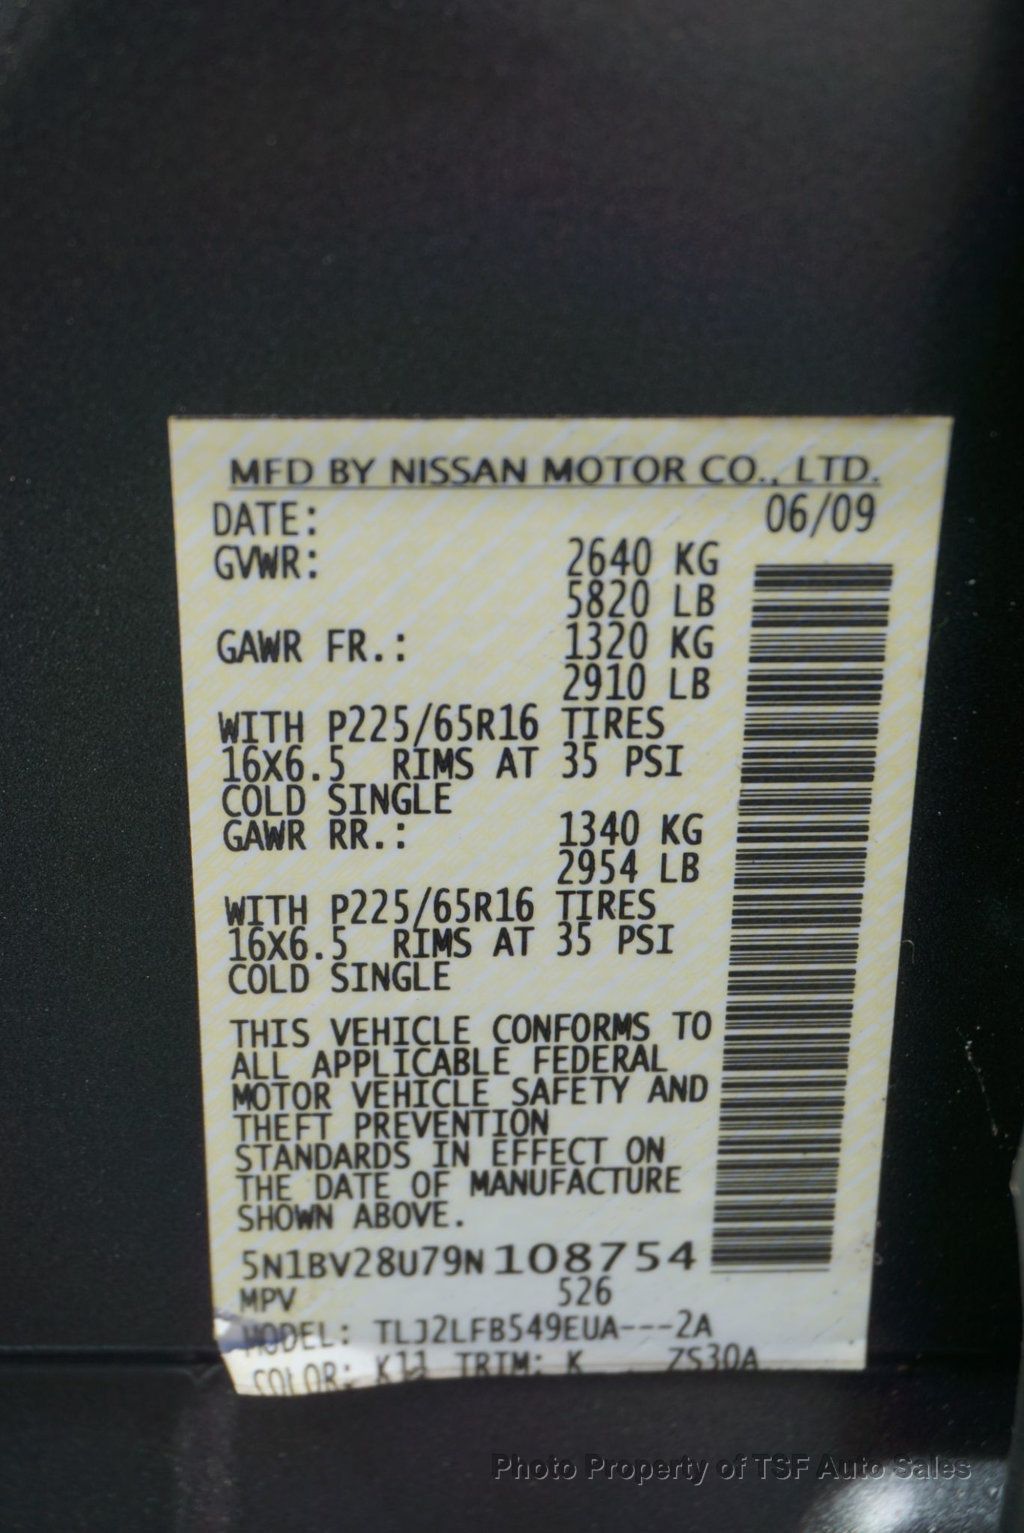 MFD BY NISSAN MOTOR CO., LTD.
DATE: 06/09
GVWR: 2640 KG
5820 LB
GAWR FR.: 1320 KG
2910 LB
WITH P225/65R16 TIRES
16X6.5 RIMS AT 35 PSI
COLD SINGLE
GAWR RR.: 1340 KG
2954 LB
WITH P225/65R16 TIRES
16X6.5 RIMS AT 35 PSI
COLD SINGLE
THIS VEHICLE CONFORMS TO
ALL APPLICABLE FEDERAL
MOTOR VEHICLE SAFETY AND
THEFT PREVENTION
STANDARDS IN EFFECT ON
THE DATE OF MANUFACTURE
SHOWN ABOVE.
5N1BV28U79N108754
MPV 526
MODEL: TLJ2LFB549EUA---2A
COLOR: K11 TRIM: K ZS30A
Photo Property of TSF Auto Sales